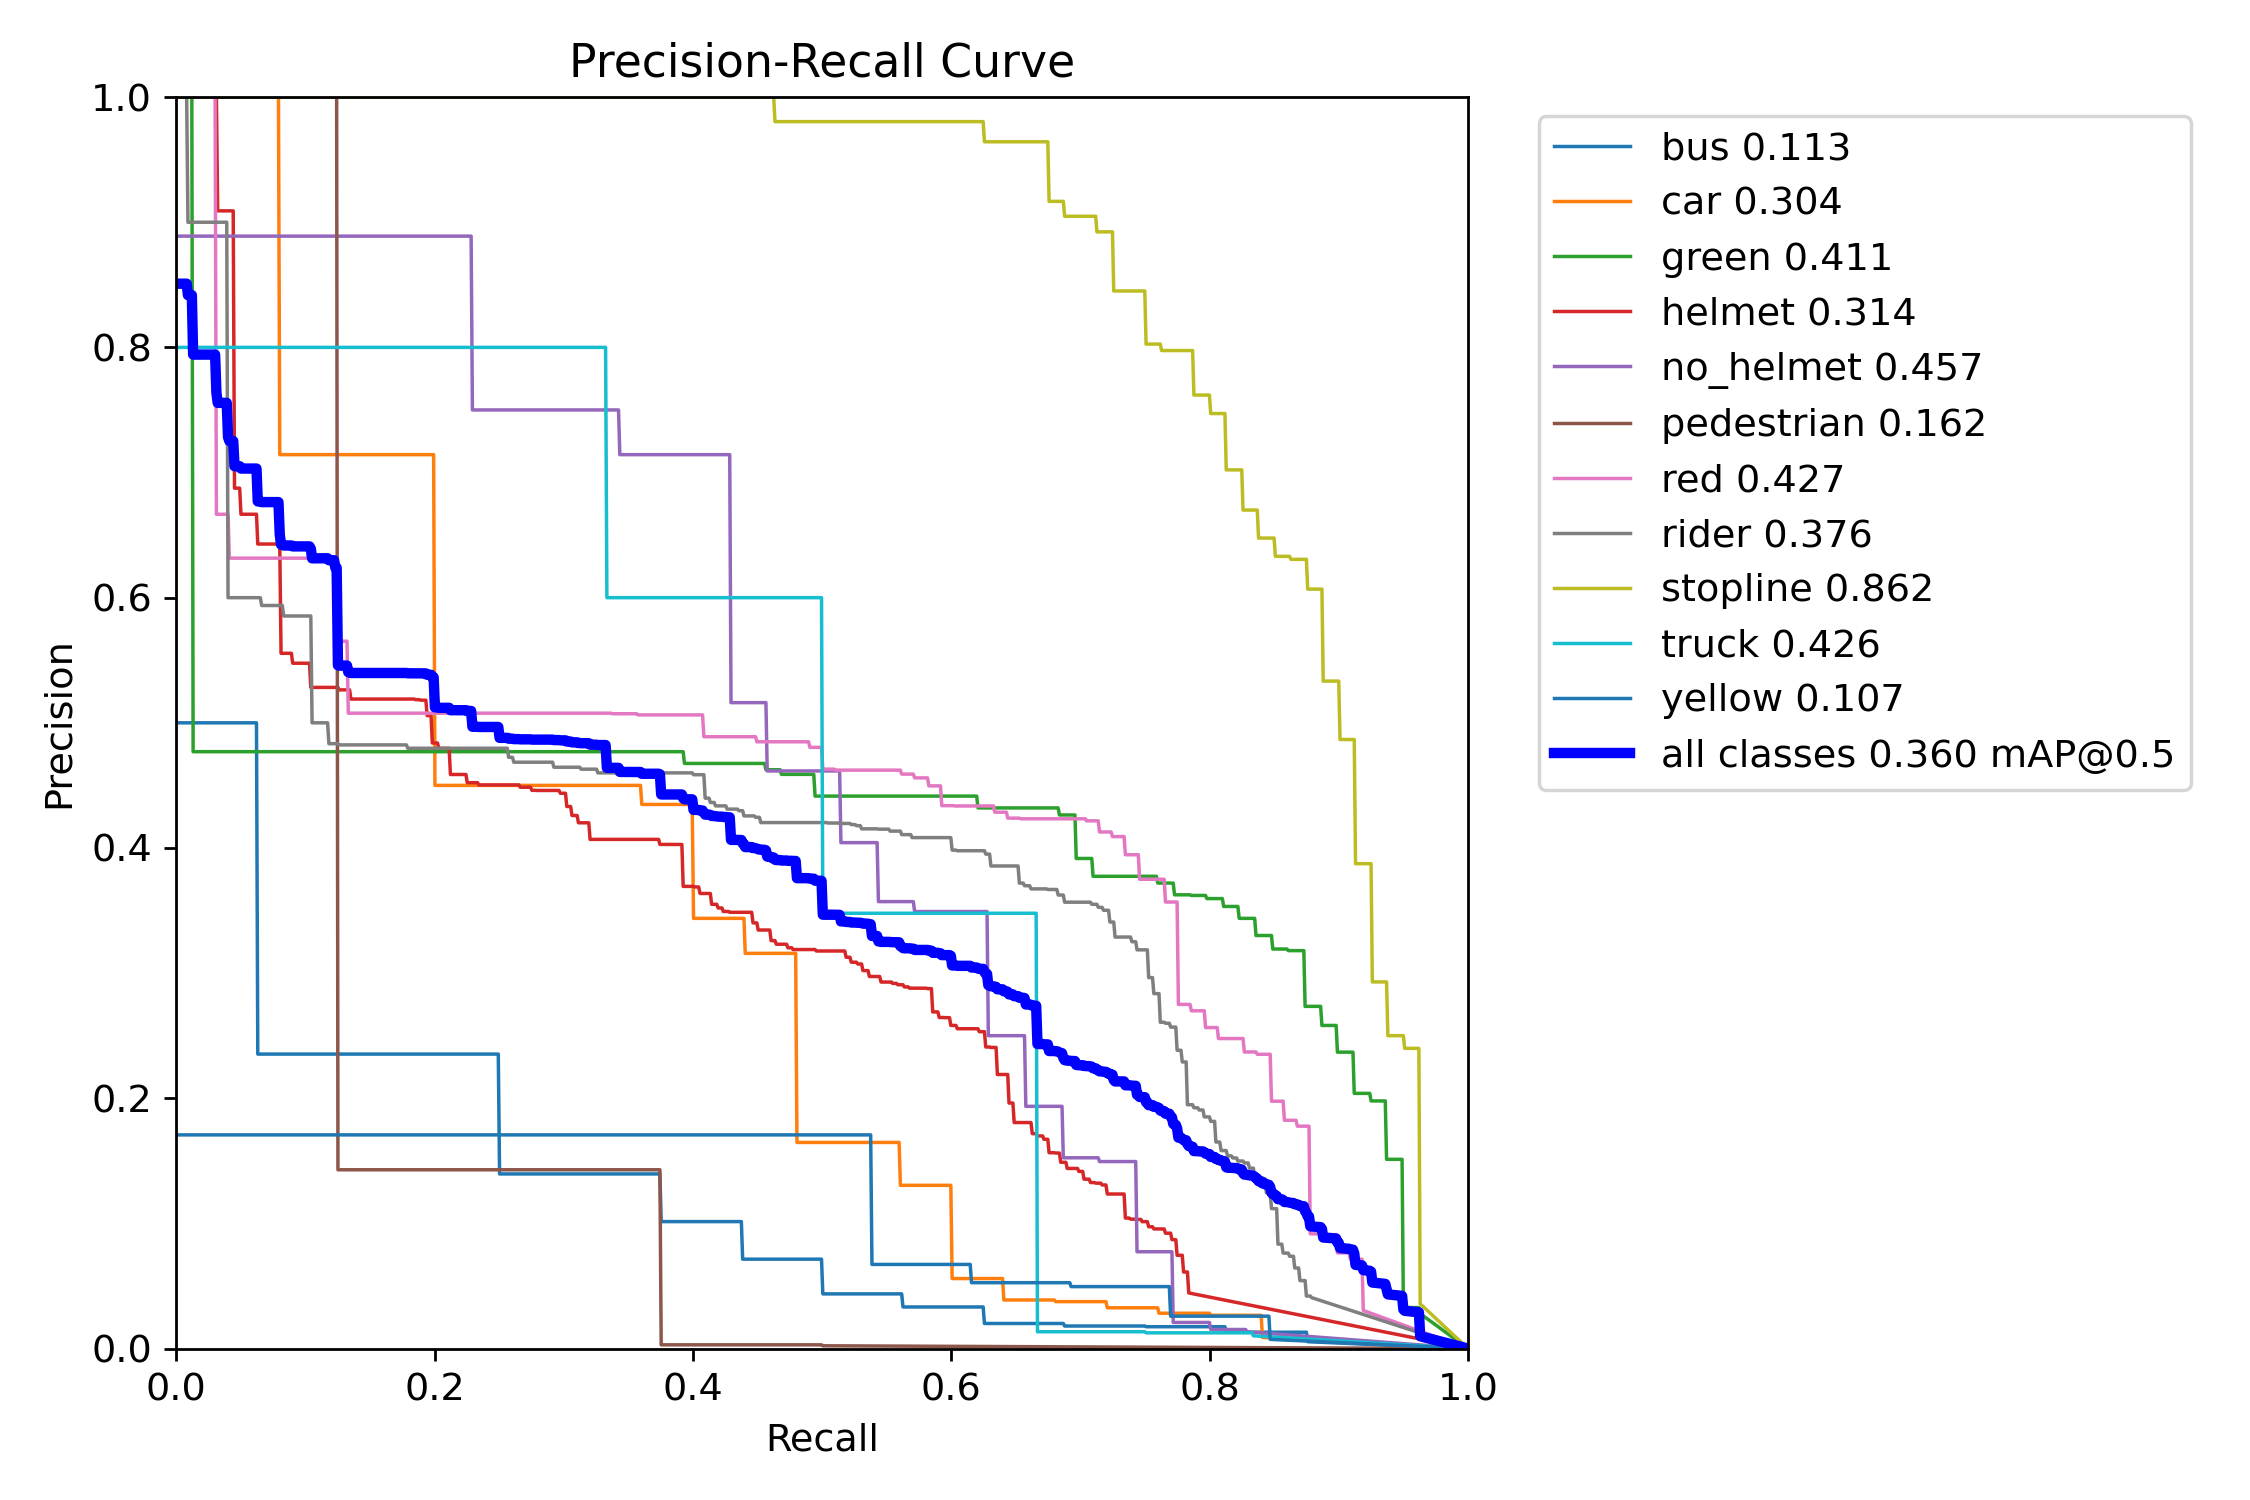 Precision-Recall Curve
1.0
0.8
0.6
0.4
0.2
0.0
Precision
0.0 0.2 0.4 0.6 0.8 1.0
Recall
bus 0.113
car 0.304
green 0.411
helmet 0.314
no_helmet 0.457
pedestrian 0.162
red 0.427
rider 0.376
stopline 0.862
truck 0.426
yellow 0.107
all classes 0.360 mAP@0.5